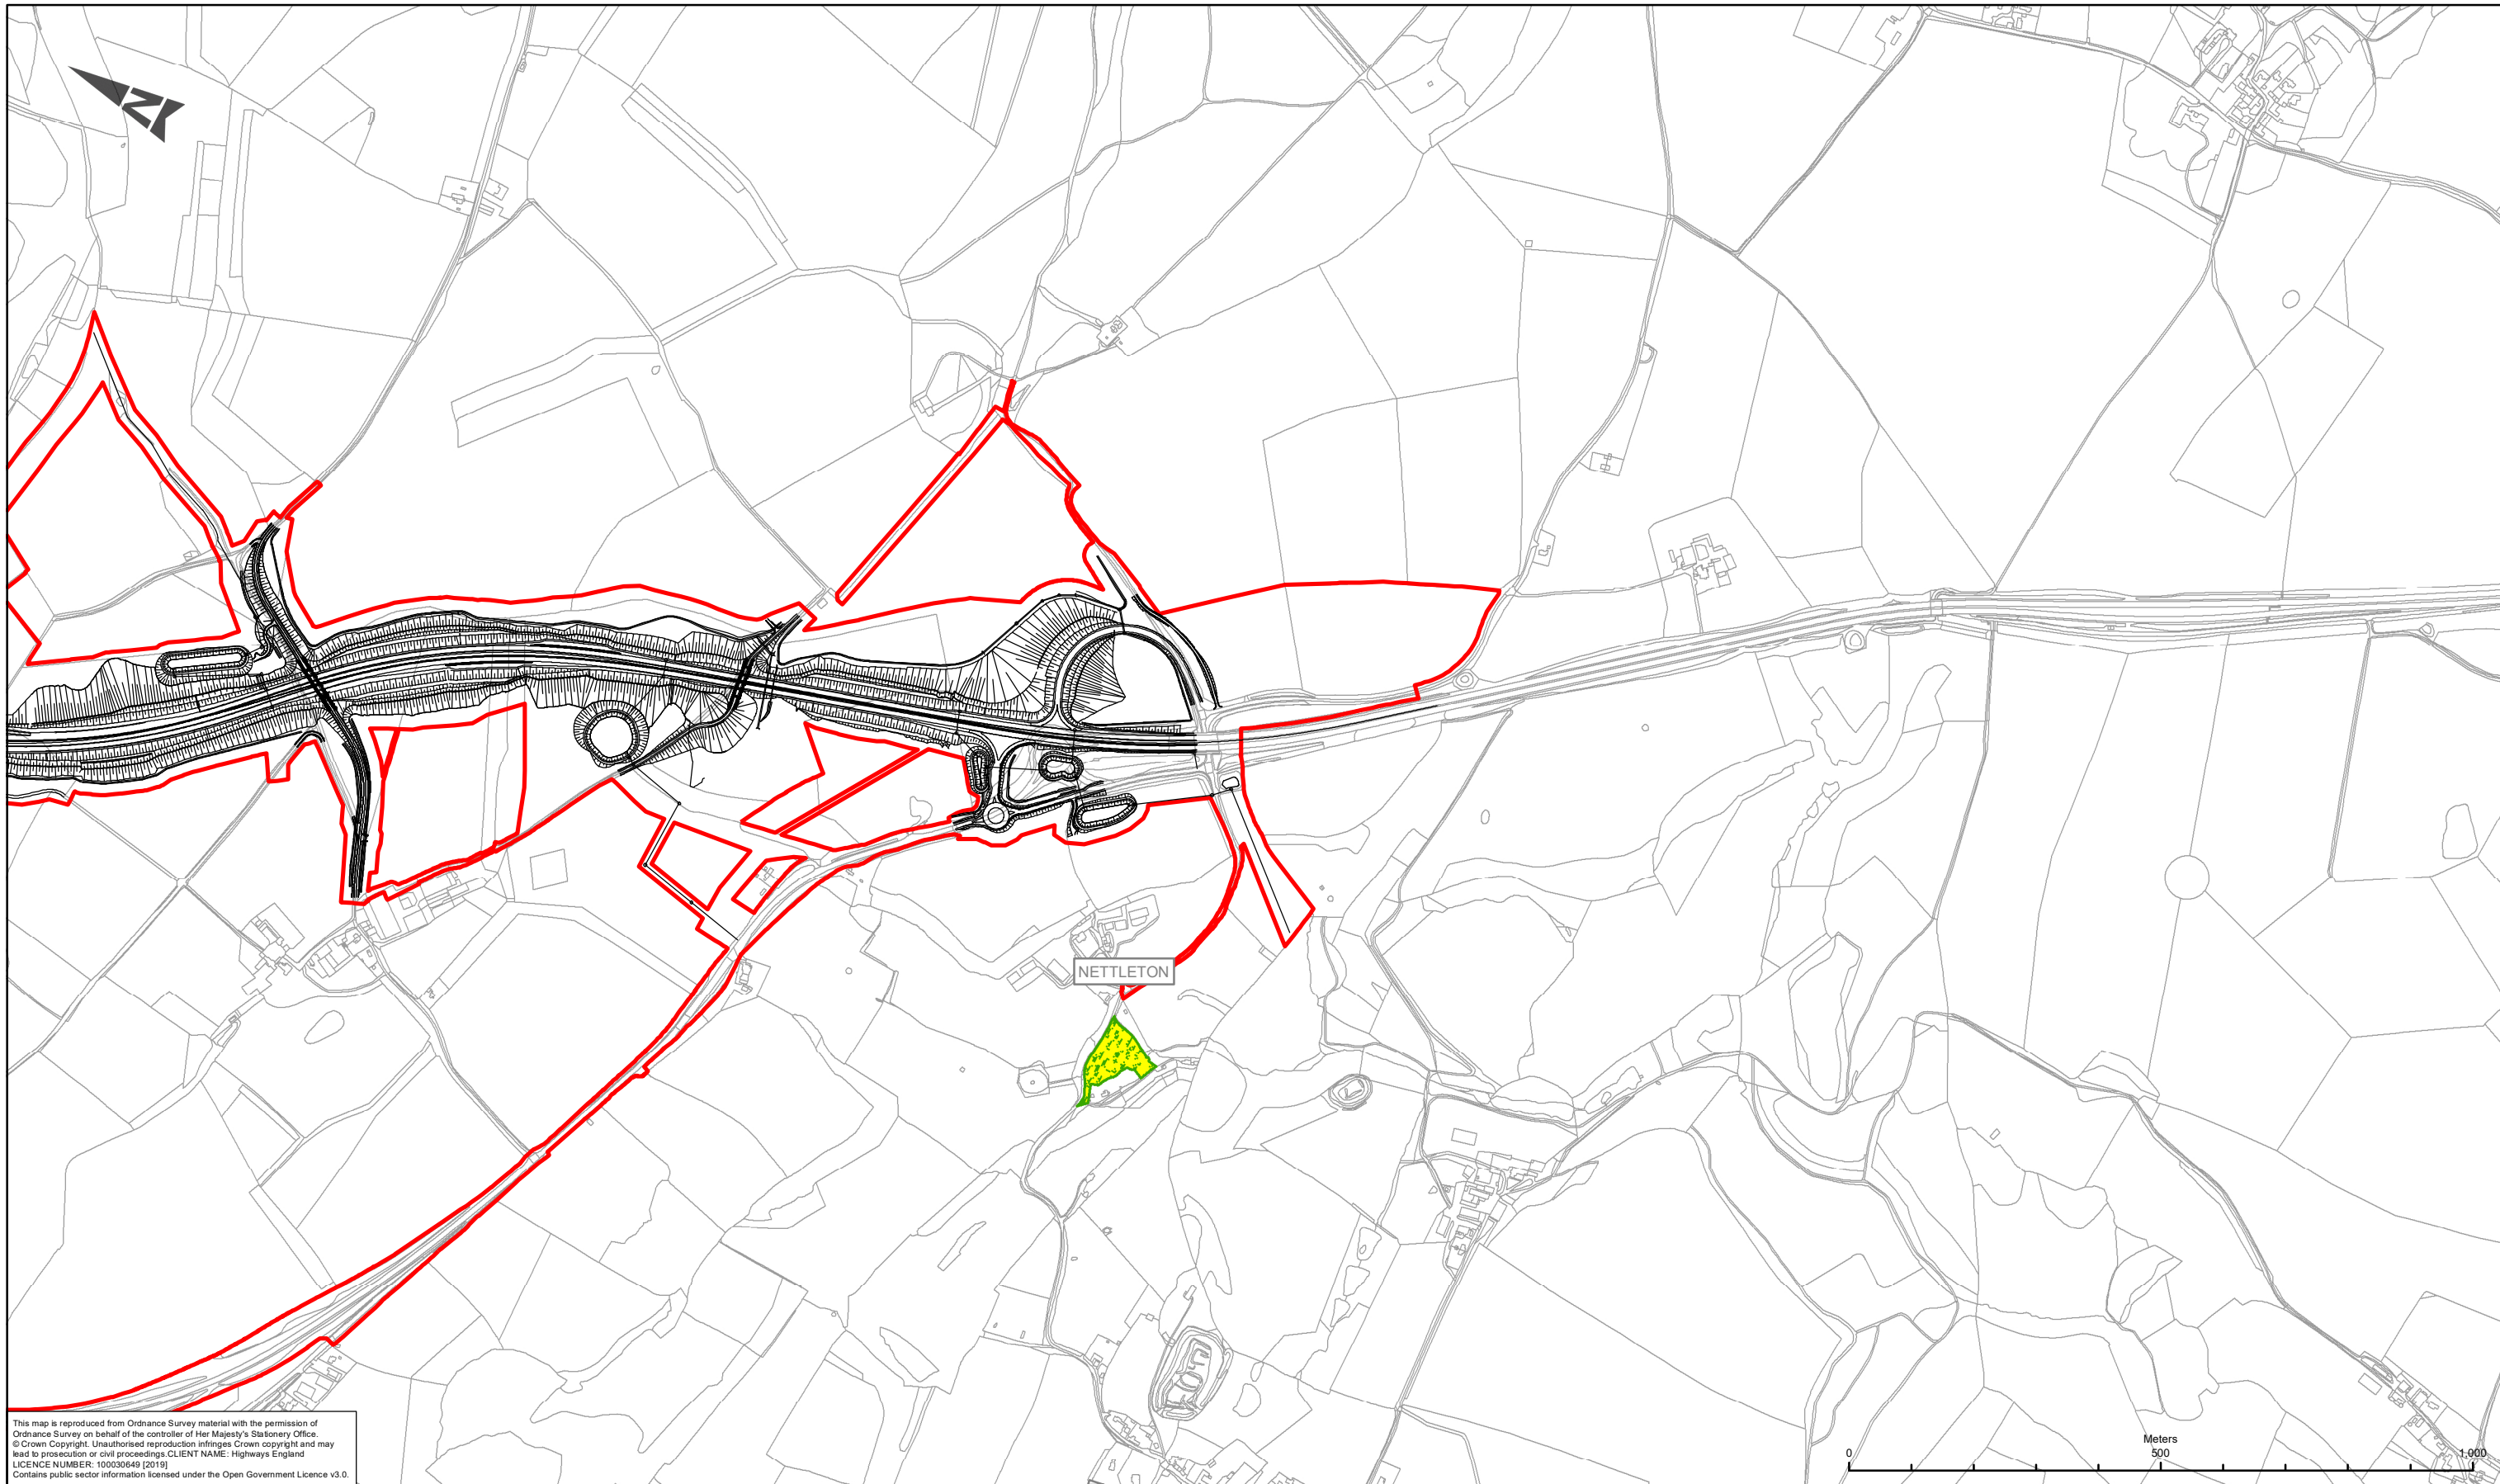 N
NETTLETON
This map is reproduced from Ordnance Survey material with the permission of
Ordnance Survey on behalf of the controller of Her Majesty's Stationery Office.
© Crown Copyright. Unauthorised reproduction infringes Crown copyright and may
lead to prosecution or civil proceedings.CLIENT NAME: Highways England
LICENCE NUMBER: 100030649 [2019]
Contains public sector information licensed under the Open Government Licence v3.0.
Meters
0 500 1,000